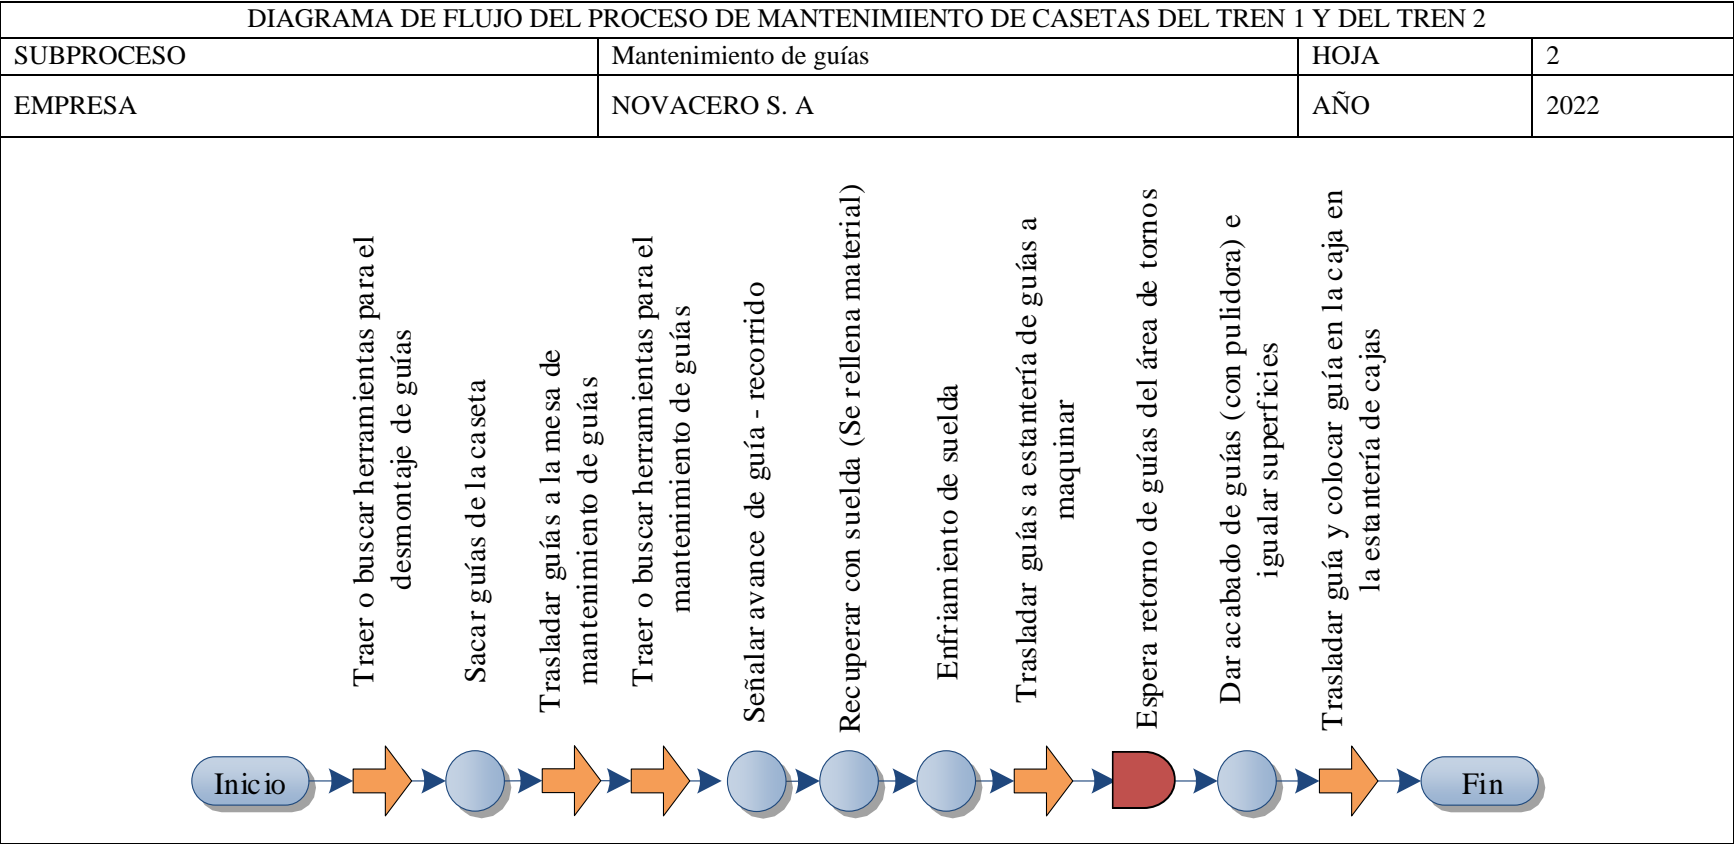 DIAGRAMA DE FLUJO DEL PROCESO DE MANTENIMIENTO DE CASETAS DEL TREN 1 Y DEL TREN 2
SUBPROCESO
Mantenimiento de guías
HOJA
2
EMPRESA
NOVACERO S. A
AÑO
2022
Traer o buscar herramientas para el
desmontaje de guías
Sacar guías de la caseta
Trasladar guías a la mesa de
mantenimiento de guías
Traer o buscar herramientas para el
mantenimiento de guías
Señalar avance de guía - recorrido
Recuperar con suelda (Se rellena material)
Enfriamiento de suelda
Trasladar guías a estantería de guías a
maquinar
Espera retorno de guías del área de tornos
Dar acabado de guías (con pulidora) e
igualar superficies
Trasladar guía y colocar guía en la caja en
la estantería de cajas
Inicio
Fin